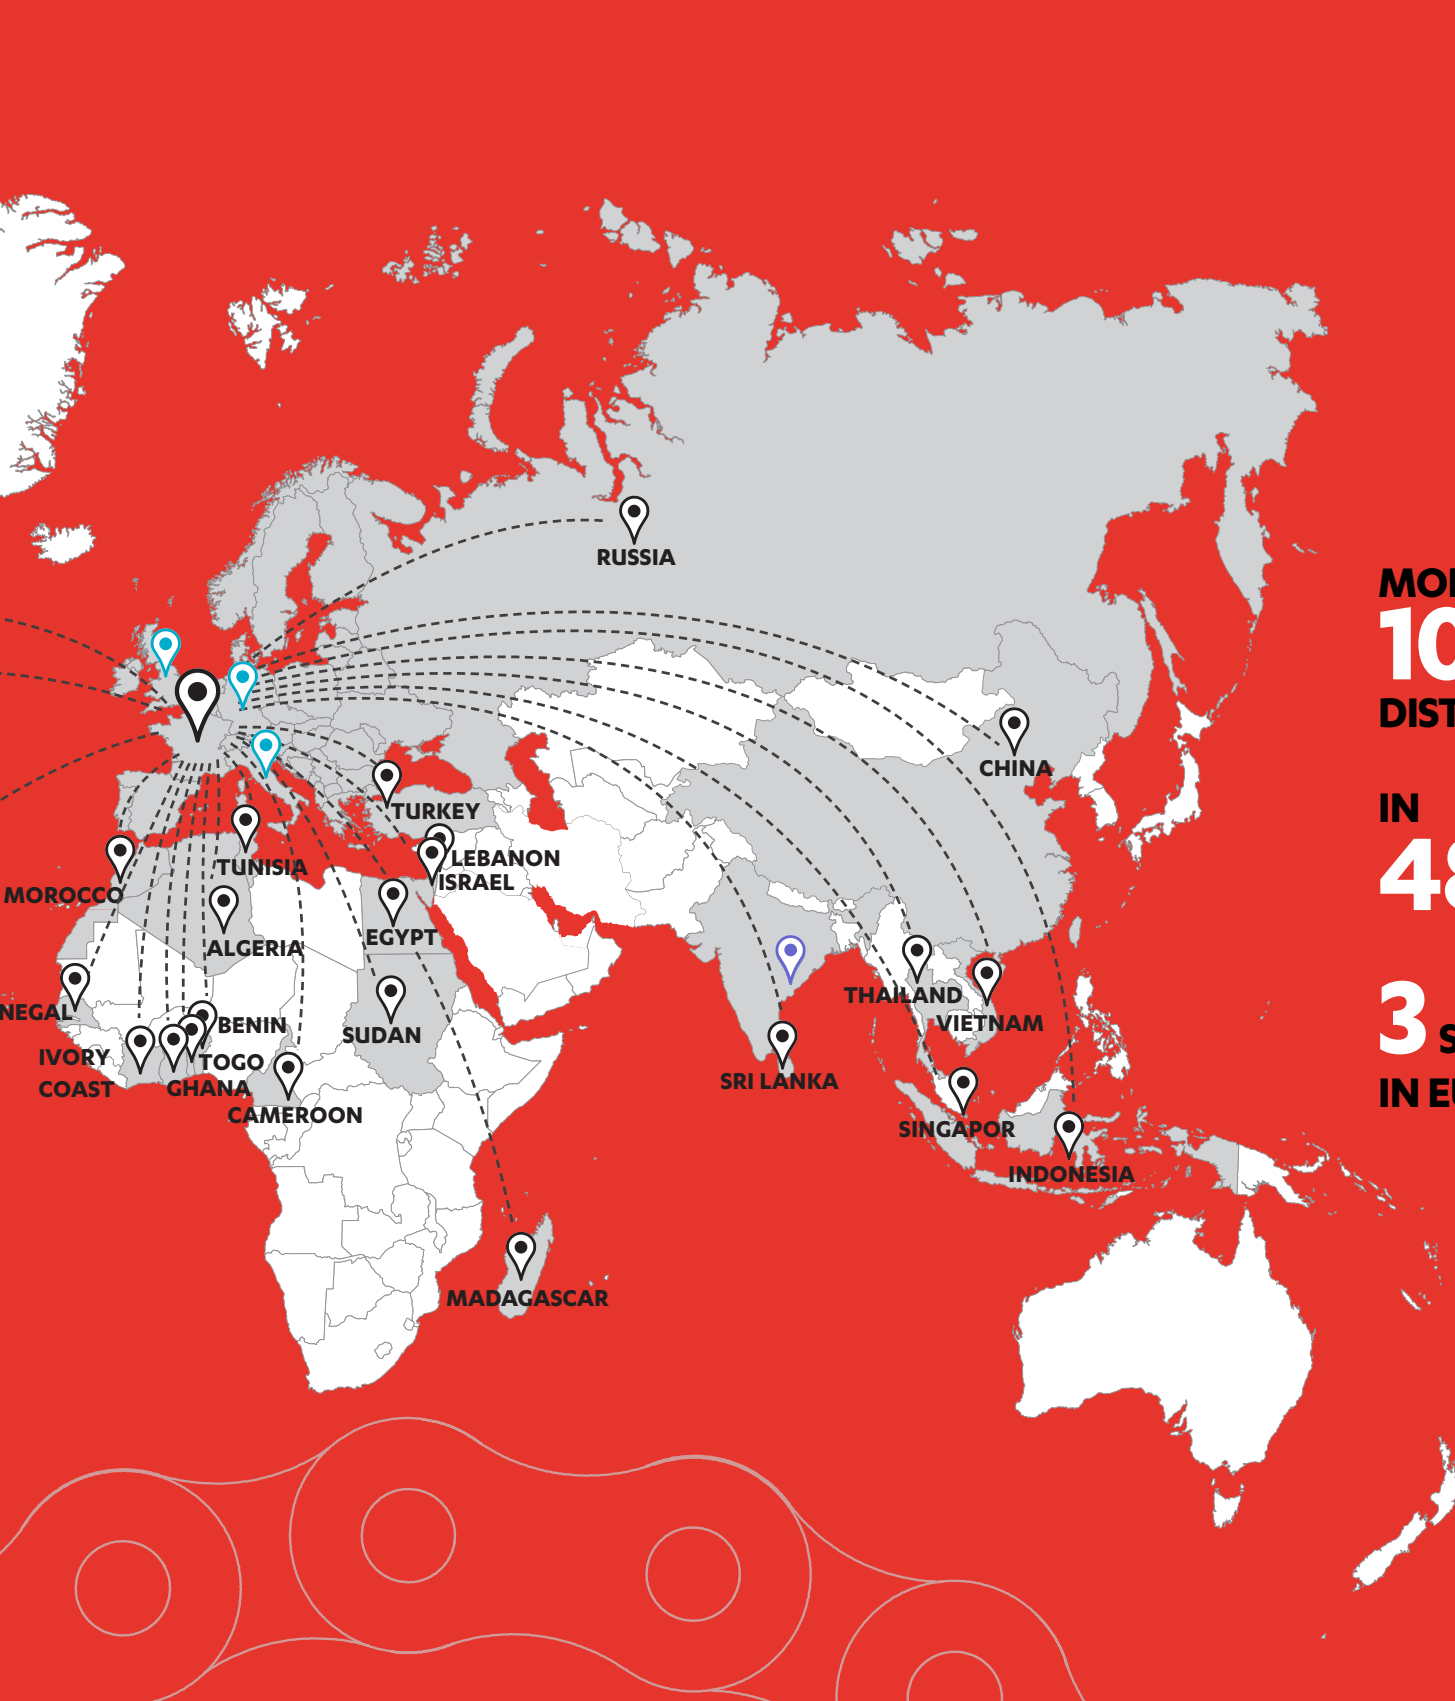 RUSSIA
MOI
10
DIST
CHINA
IN
48
TURKEY
LEBANON
TUNISIA
ISRAEL
MOROCCO
EGYPT
ALGERIA
THAILAND
NEGAL
VIETNAM
BENIN
SUDAN
3 S
IVORY
COAST
TOGO
GHANA
SRI LANKA
IN EU
CAMEROON
SINGAPOR
INDONESIA
MADAGASCAR